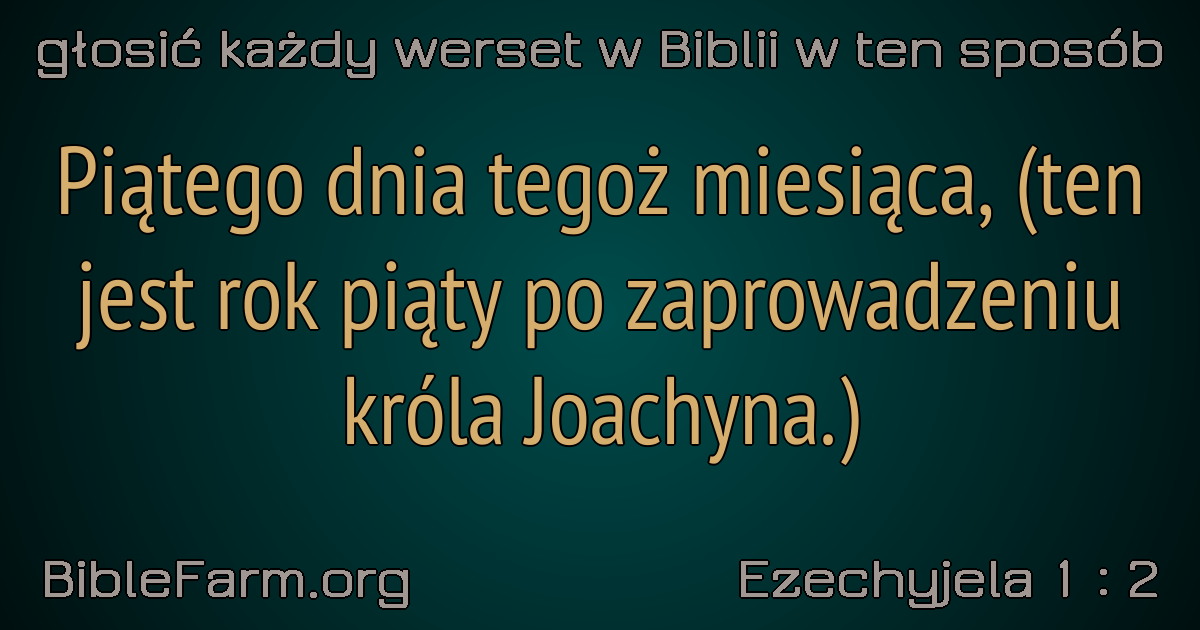 głosić każdy werset w Biblii w ten sposób
Piątego dnia tegoż miesiąca, (ten
jest rok piąty po zaprowadzeniu
króla Joachyna.)
BibleFarm.org
Ezechyjela 1 : 2